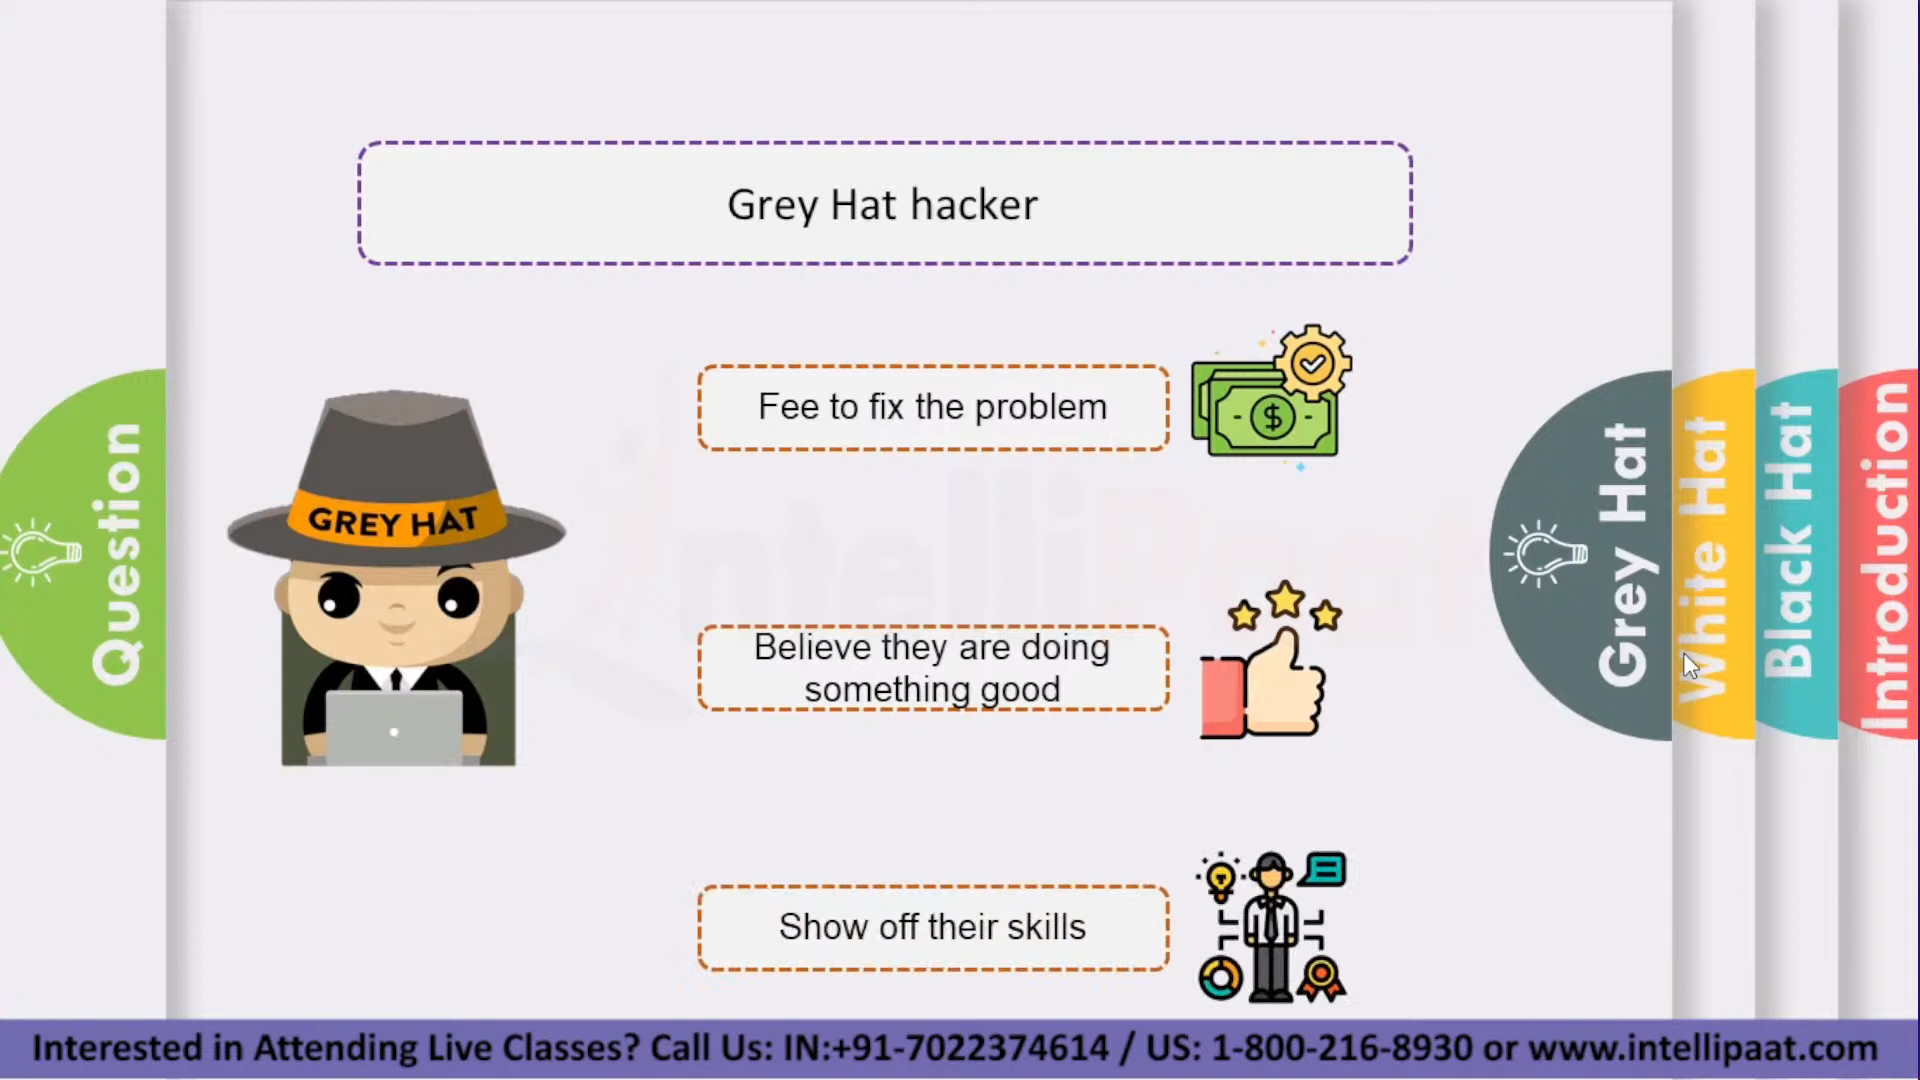 Grey Hat hacker
Fee to fix the problem
GREY HAT
Believe they are doing
something good
Show off their skills
Question
Grey Hat
White Hat
Black Hat
Introduction
intelliPaat
Interested in Attending Live Classes? Call Us: IN:+91-7022374614 / US: 1-800-216-8930 or www.intellipaat.com